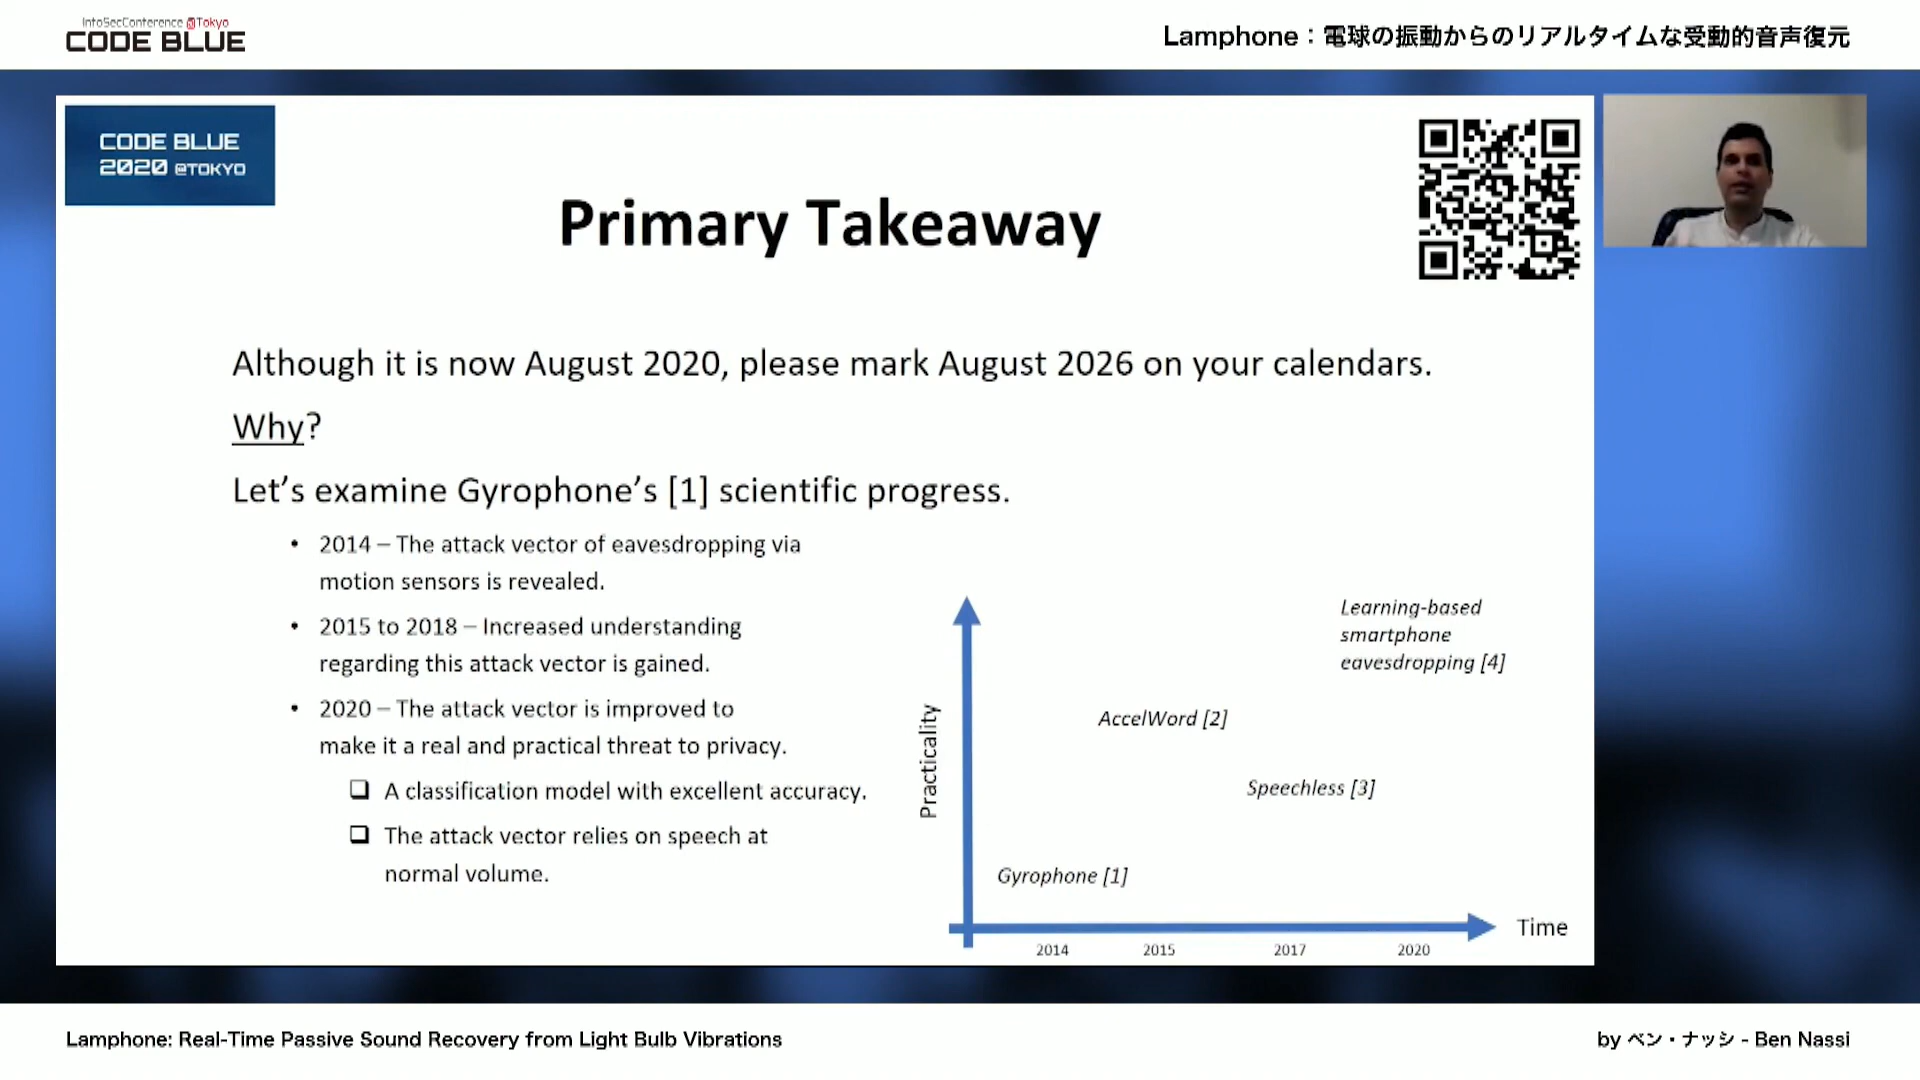 InfoSecConference @Tokyo
CODE BLUE
Lamphone：電球の振動からのリアルタイムな受動的音声復元
CODE BLUE
2020 @TOKYO
Primary Takeaway
Although it is now August 2020, please mark August 2026 on your calendars.
Why?
Let’s examine Gyrophone’s [1] scientific progress.
• 2014 – The attack vector of eavesdropping via
motion sensors is revealed.
• 2015 to 2018 – Increased understanding
regarding this attack vector is gained.
• 2020 – The attack vector is improved to
make it a real and practical threat to privacy.
❑ A classification model with excellent accuracy.
❑ The attack vector relies on speech at
normal volume.
Practicality
Learning-based
smartphone
eavesdropping [4]
AccelWord [2]
Speechless [3]
Gyrophone [1]
Time
2014 2015 2017 2020
Lamphone: Real-Time Passive Sound Recovery from Light Bulb Vibrations
by ベン・ナッシ - Ben Nassi